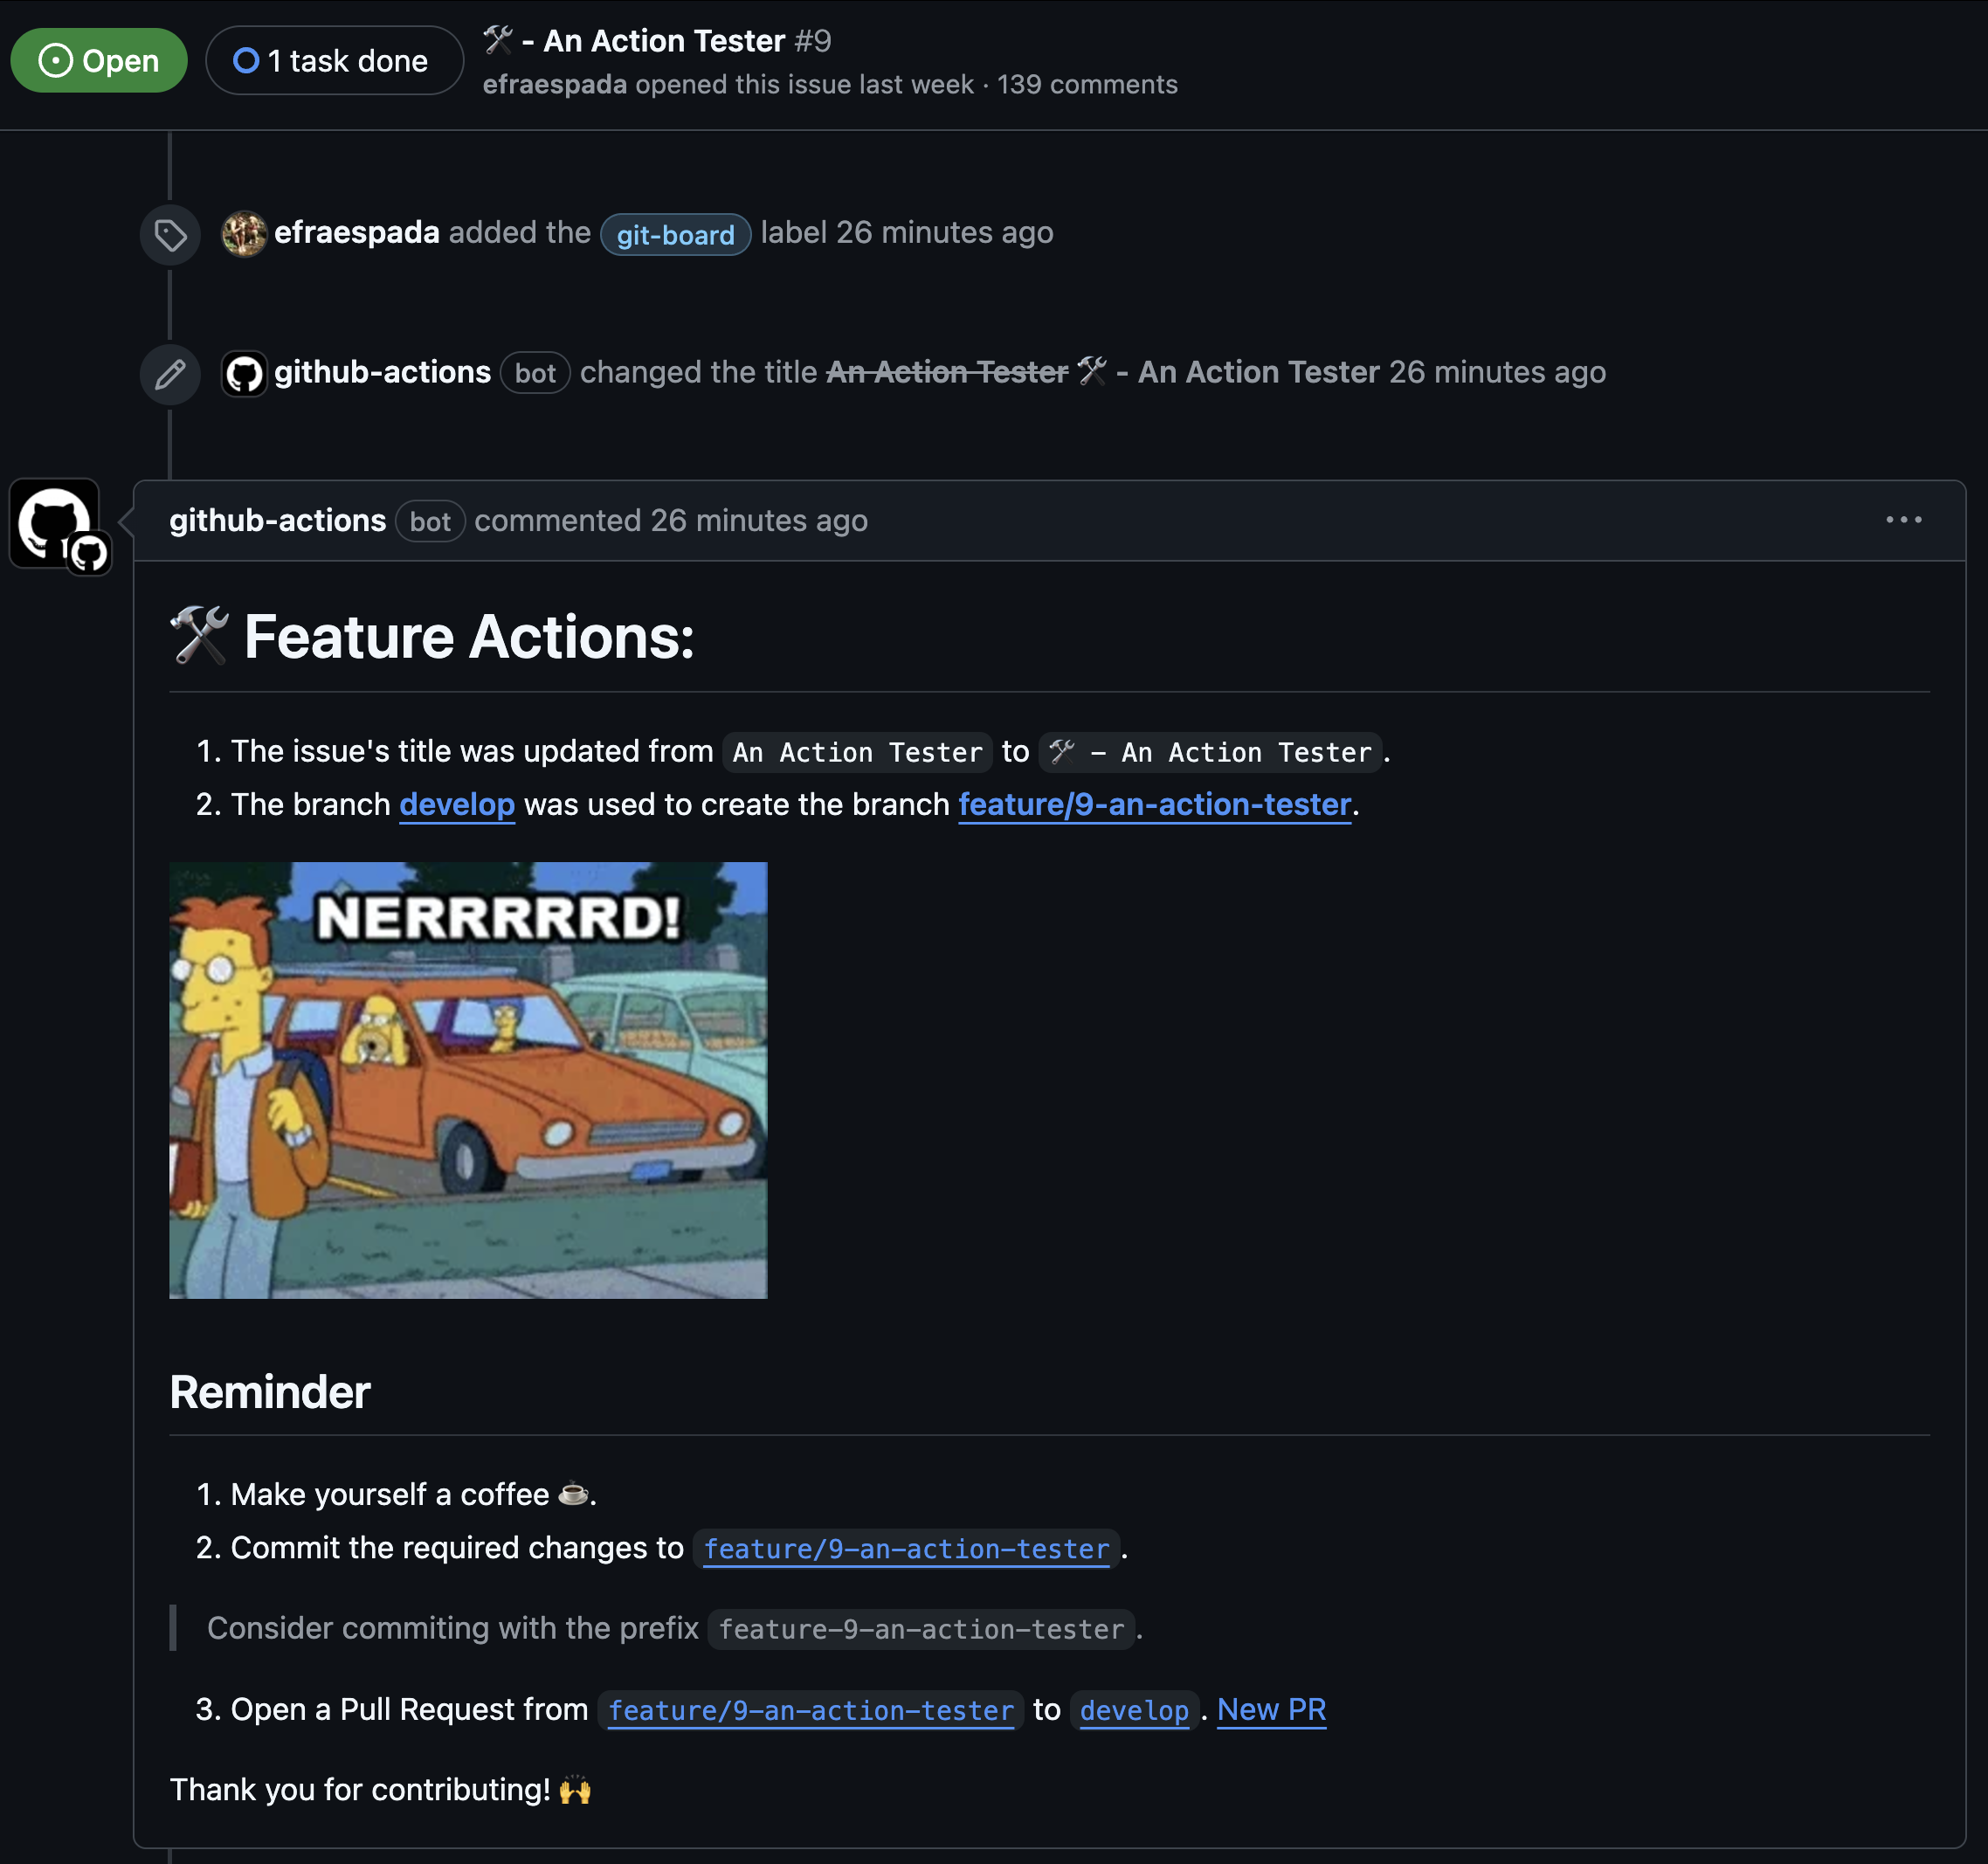 Open
1 task done
🛠️ - An Action Tester #9
efraespada opened this issue last week · 139 comments
efraespada added the git-board label 26 minutes ago
github-actions bot changed the title An Action Tester 🛠️ - An Action Tester 26 minutes ago
github-actions bot commented 26 minutes ago
🛠️ Feature Actions:
1. The issue's title was updated from An Action Tester to 🛠️ - An Action Tester.
2. The branch develop was used to create the branch feature/9-an-action-tester.
NERRRRRD!
Reminder
1. Make yourself a coffee ☕.
2. Commit the required changes to feature/9-an-action-tester.
Consider commiting with the prefix feature-9-an-action-tester.
3. Open a Pull Request from feature/9-an-action-tester to develop. New PR
Thank you for contributing! 🙌